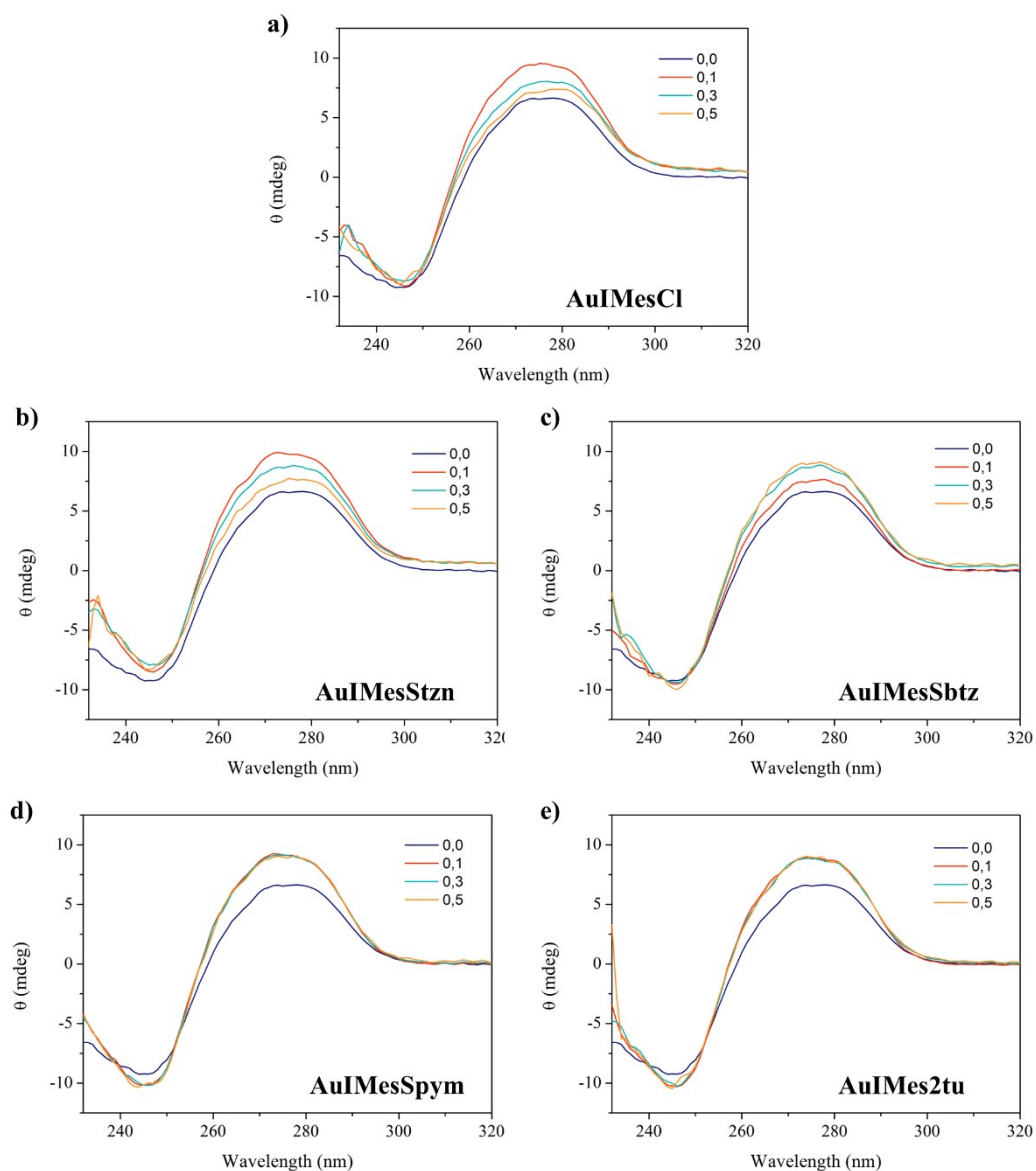 a)
θ (mdeg)
10
5
0
-5
-10
0,0
0,1
0,3
0,5
AuIMesCl
240 260 280 300 320
Wavelength (nm)
b)
θ (mdeg)
10
5
0
-5
-10
0,0
0,1
0,3
0,5
AuIMesStzn
240 260 280 300 320
Wavelength (nm)
c)
θ (mdeg)
10
5
0
-5
-10
0,0
0,1
0,3
0,5
AuIMesSbtz
240 260 280 300 320
Wavelength (nm)
d)
θ (mdeg)
10
5
0
-5
-10
0,0
0,1
0,3
0,5
AuIMesSpym
240 260 280 300 320
Wavelength (nm)
e)
θ (mdeg)
10
5
0
-5
-10
0,0
0,1
0,3
0,5
AuIMes2tu
240 260 280 300 320
Wavelength (nm)